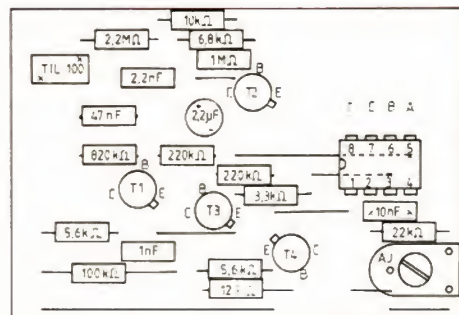 10kΩ
2,2MΩ 6,8kΩ
1MΩ
TIL 100
2,2nF
B
C T2 E
I C B A
47nF
2,2µF
8 7 6 5
820kΩ 220kΩ
1 2 3 4
B
220kΩ
C T1 E
3,3kΩ
B
C T3 E
10nF
5,6kΩ
22kΩ
1nF
E T4 C
B
AJ
100kΩ
5,6kΩ